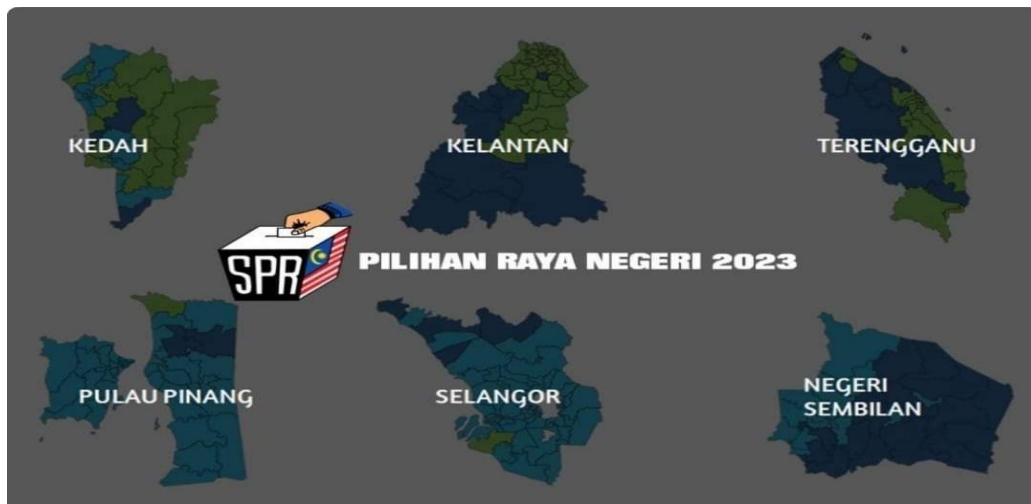 KEDAH
KELANTAN
TERENGGANU
SPR
PILIHAN RAYA NEGERI 2023
PULAU PINANG
SELANGOR
NEGERI
SEMBILAN